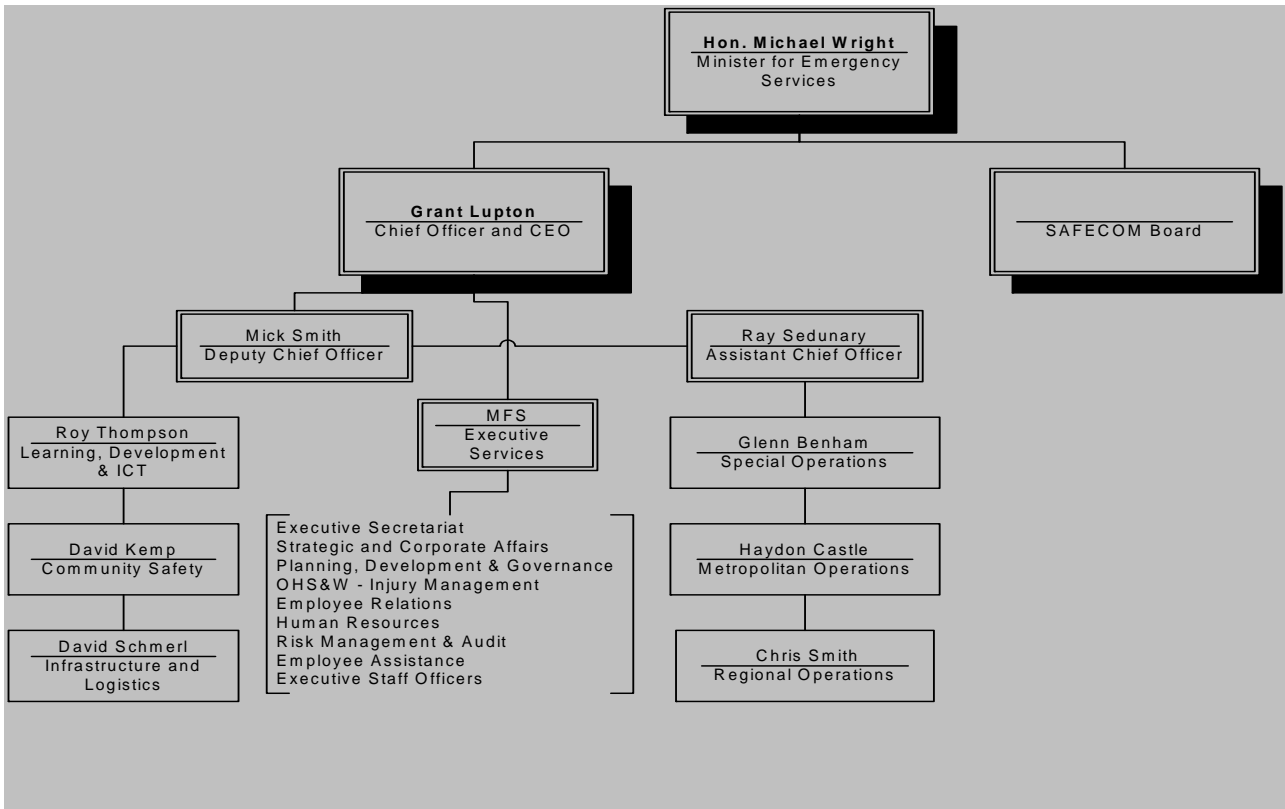 Hon. Michael Wright
Minister for Emergency
Services
Grant Lupton
Chief Officer and CEO
SAFECOM Board
Mick Smith
Deputy Chief Officer
Ray Sedunary
Assistant Chief Officer
Roy Thompson
Learning, Development
& ICT
MFS
Executive
Services
Glenn Benham
Special Operations
David Kemp
Community Safety
Executive Secretariat
Strategic and Corporate Affairs
Planning, Development & Governance
OHS&W - Injury Management
Employee Relations
Human Resources
Risk Management & Audit
Employee Assistance
Executive Staff Officers
Haydon Castle
Metropolitan Operations
David Schmerl
Infrastructure and
Logistics
Chris Smith
Regional Operations